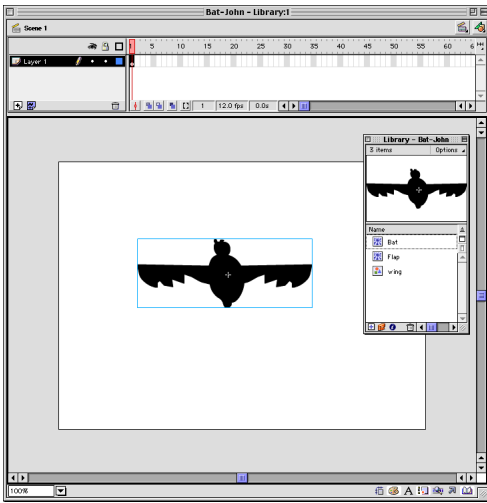 Bat-John - Library:1
Scene 1
5 10 15 20 25 30 35 40 45 50 55 60 6
Layer 1
1 12.0 fps 0.0s
Library - Bat-John
3 items Options
Name
Bat
Flap
wing
100%